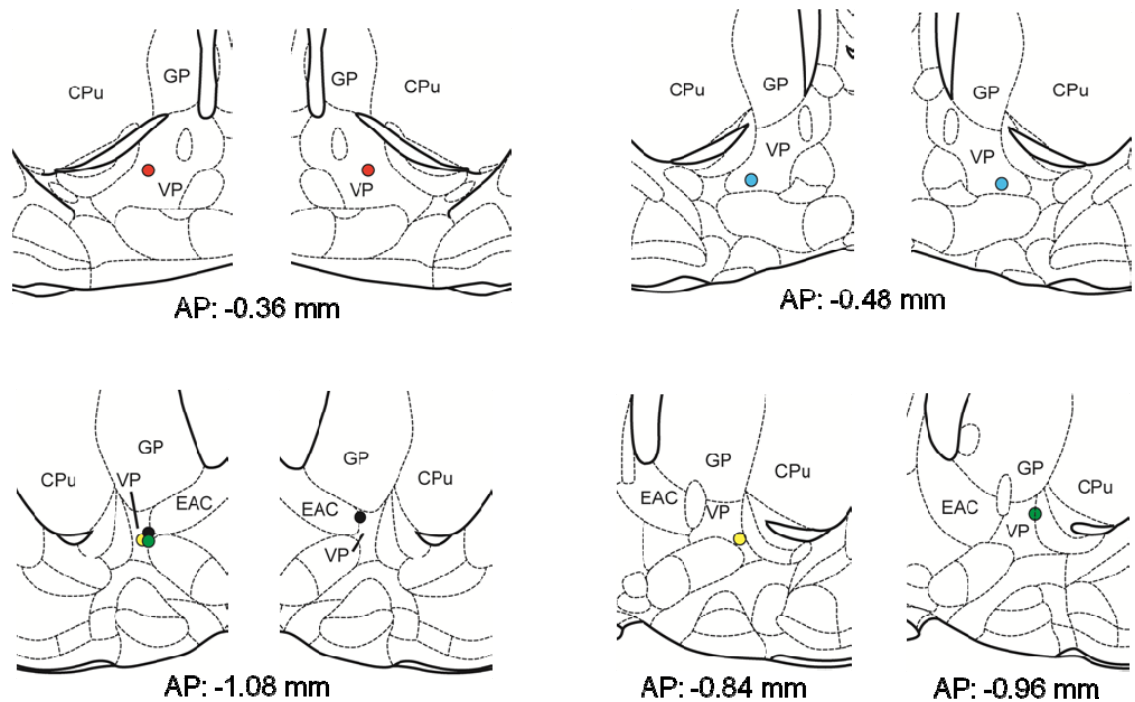 GP GP
CPu CPu
VP VP
AP: -0.36 mm
GP GP
CPu CPu
VP VP
AP: -0.48 mm
GP GP
CPu CPu
VP
EAC EAC
VP
AP: -1.08 mm
GP
CPu
EAC
VP
AP: -0.84 mm
GP
CPu
EAC
VP
AP: -0.96 mm